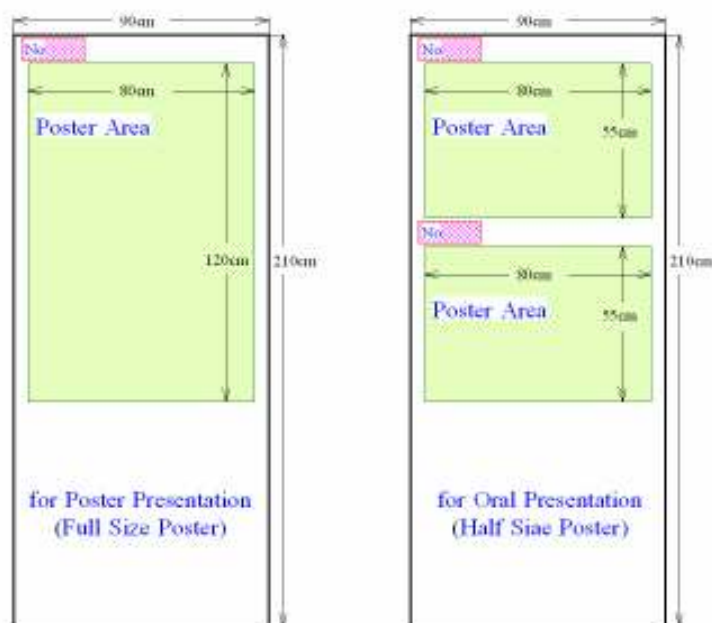 90cm
No
80cm
Poster Area
120cm
210cm
for Poster Presentation
(Full Size Poster)
90cm
No
80cm
Poster Area
55cm
No
80cm
Poster Area
55cm
210cm
for Oral Presentation
(Half Siae Poster)